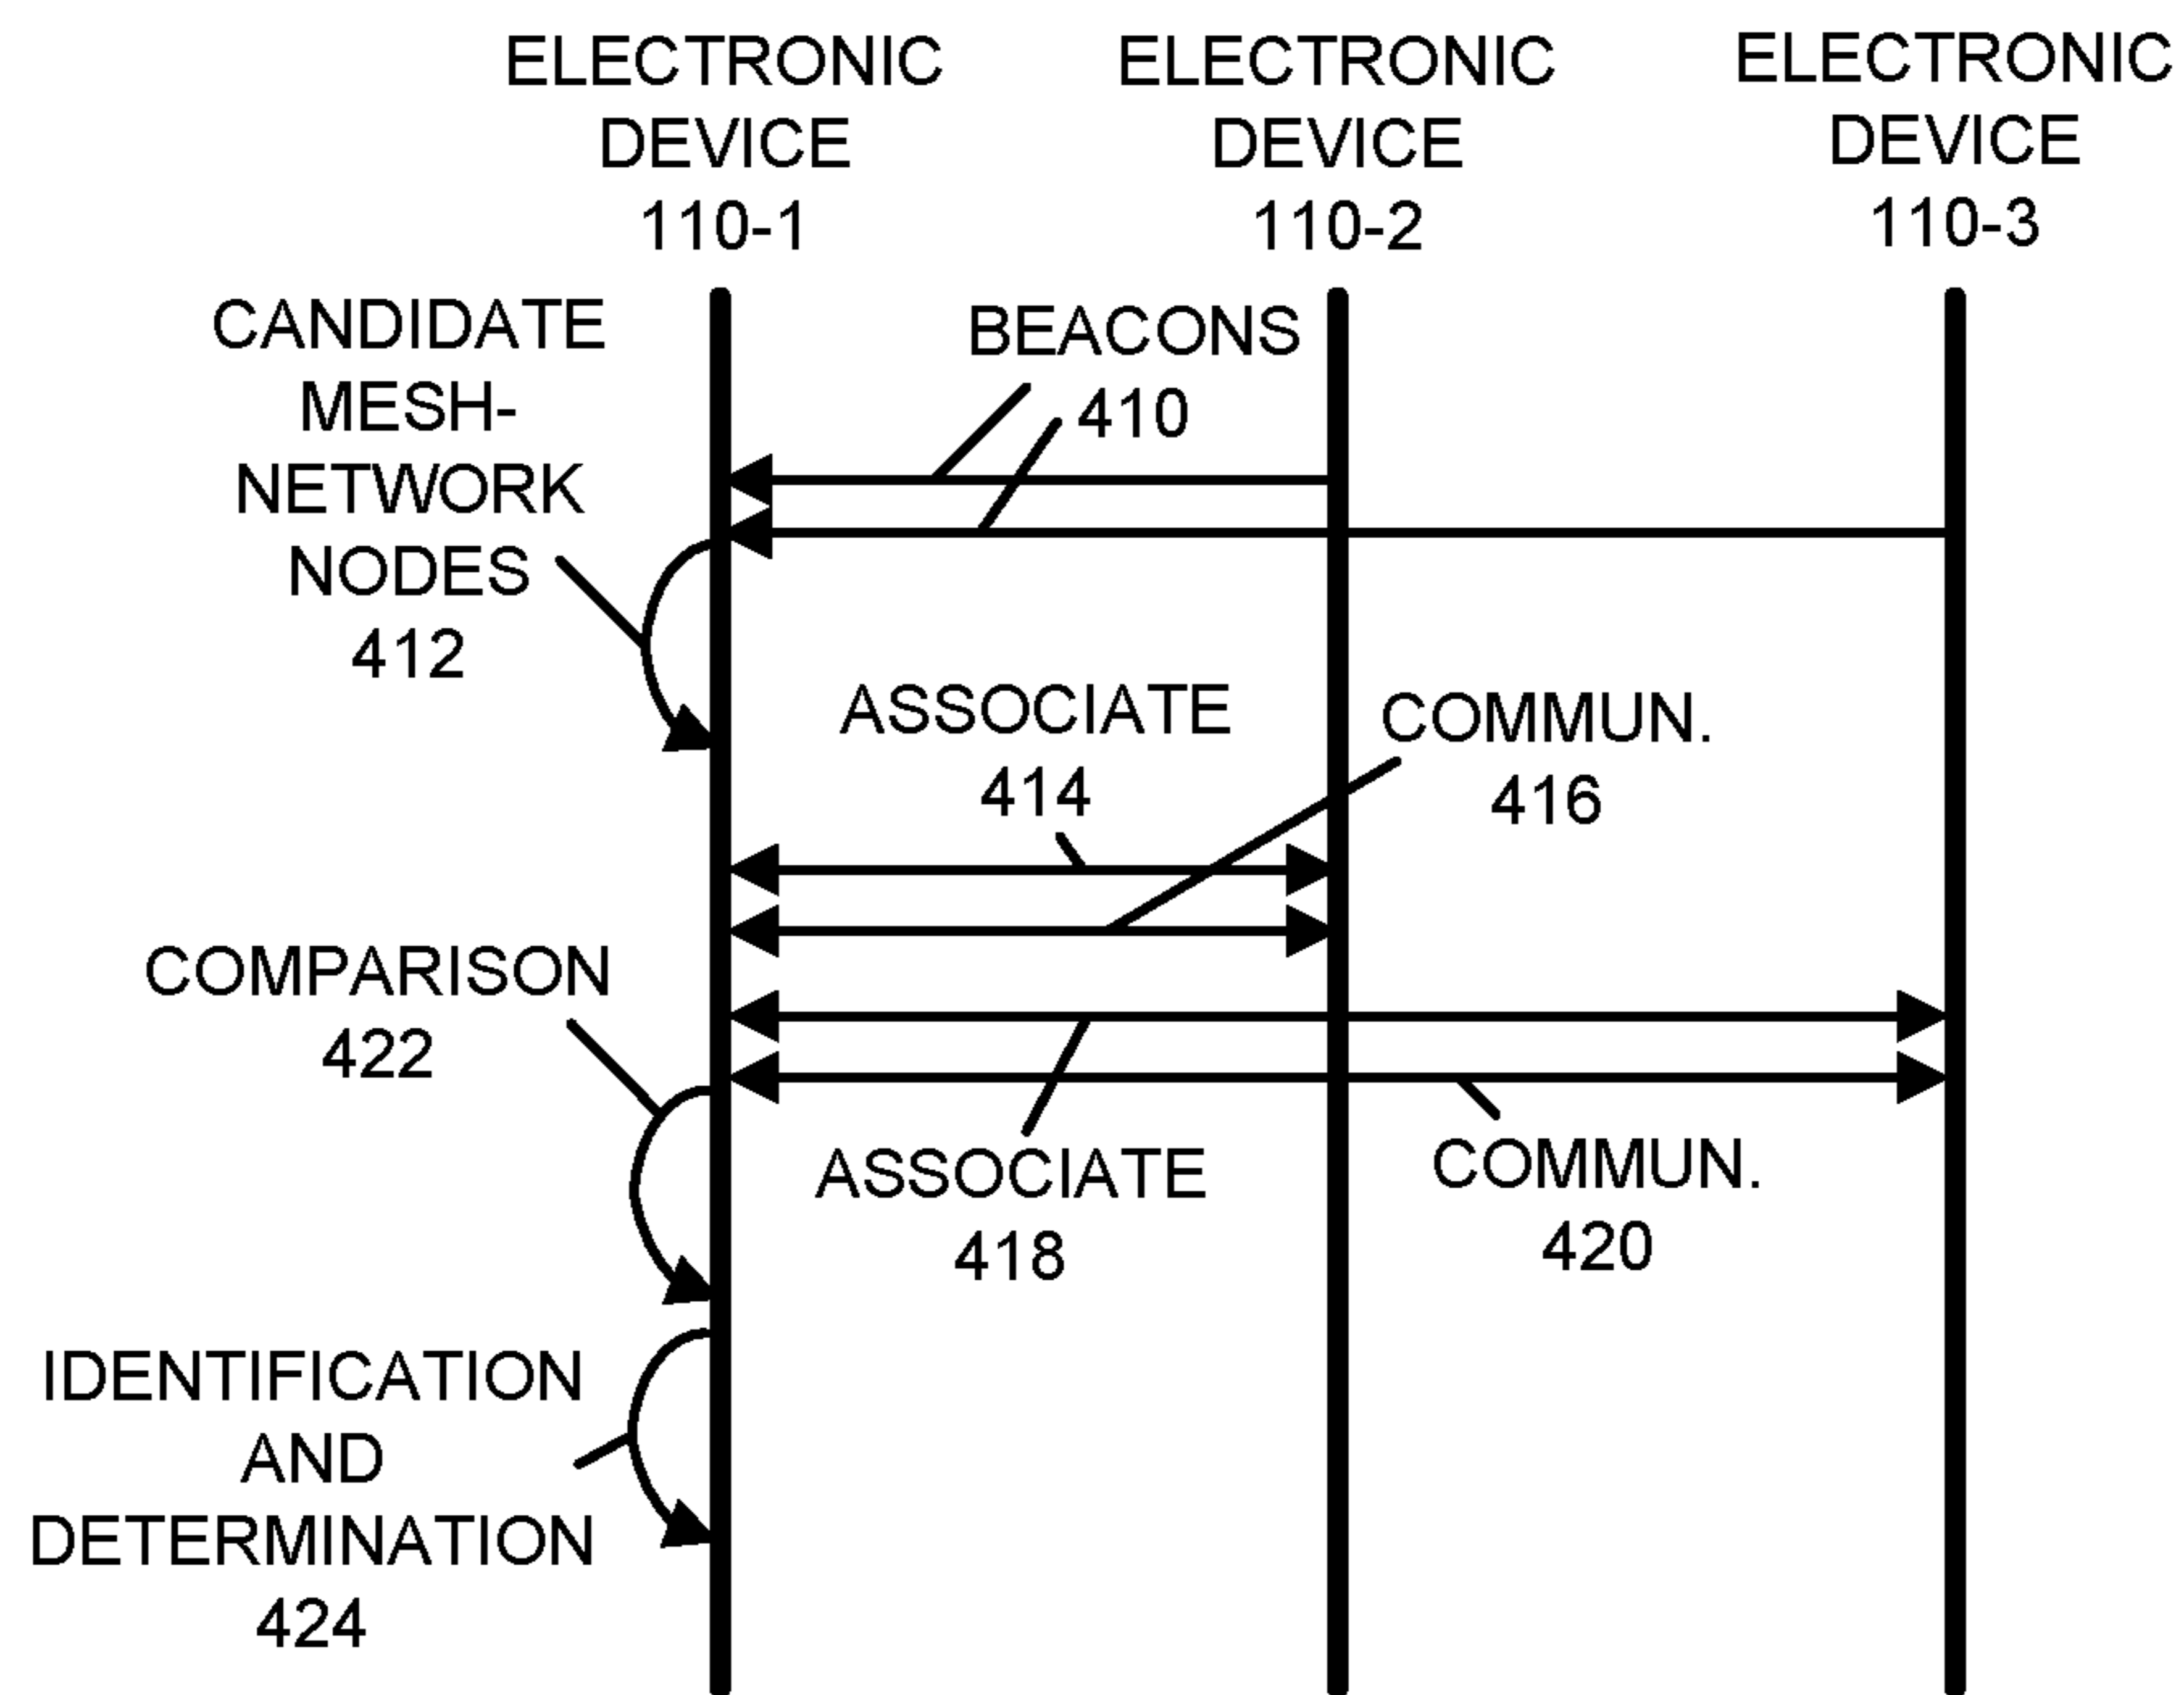 ELECTRONIC
DEVICE
110-1
ELECTRONIC
DEVICE
110-2
ELECTRONIC
DEVICE
110-3
CANDIDATE
MESH-
NETWORK
NODES
412
BEACONS
410
ASSOCIATE
414
COMMUN.
416
COMPARISON
422
ASSOCIATE
418
COMMUN.
420
IDENTIFICATION
AND
DETERMINATION
424